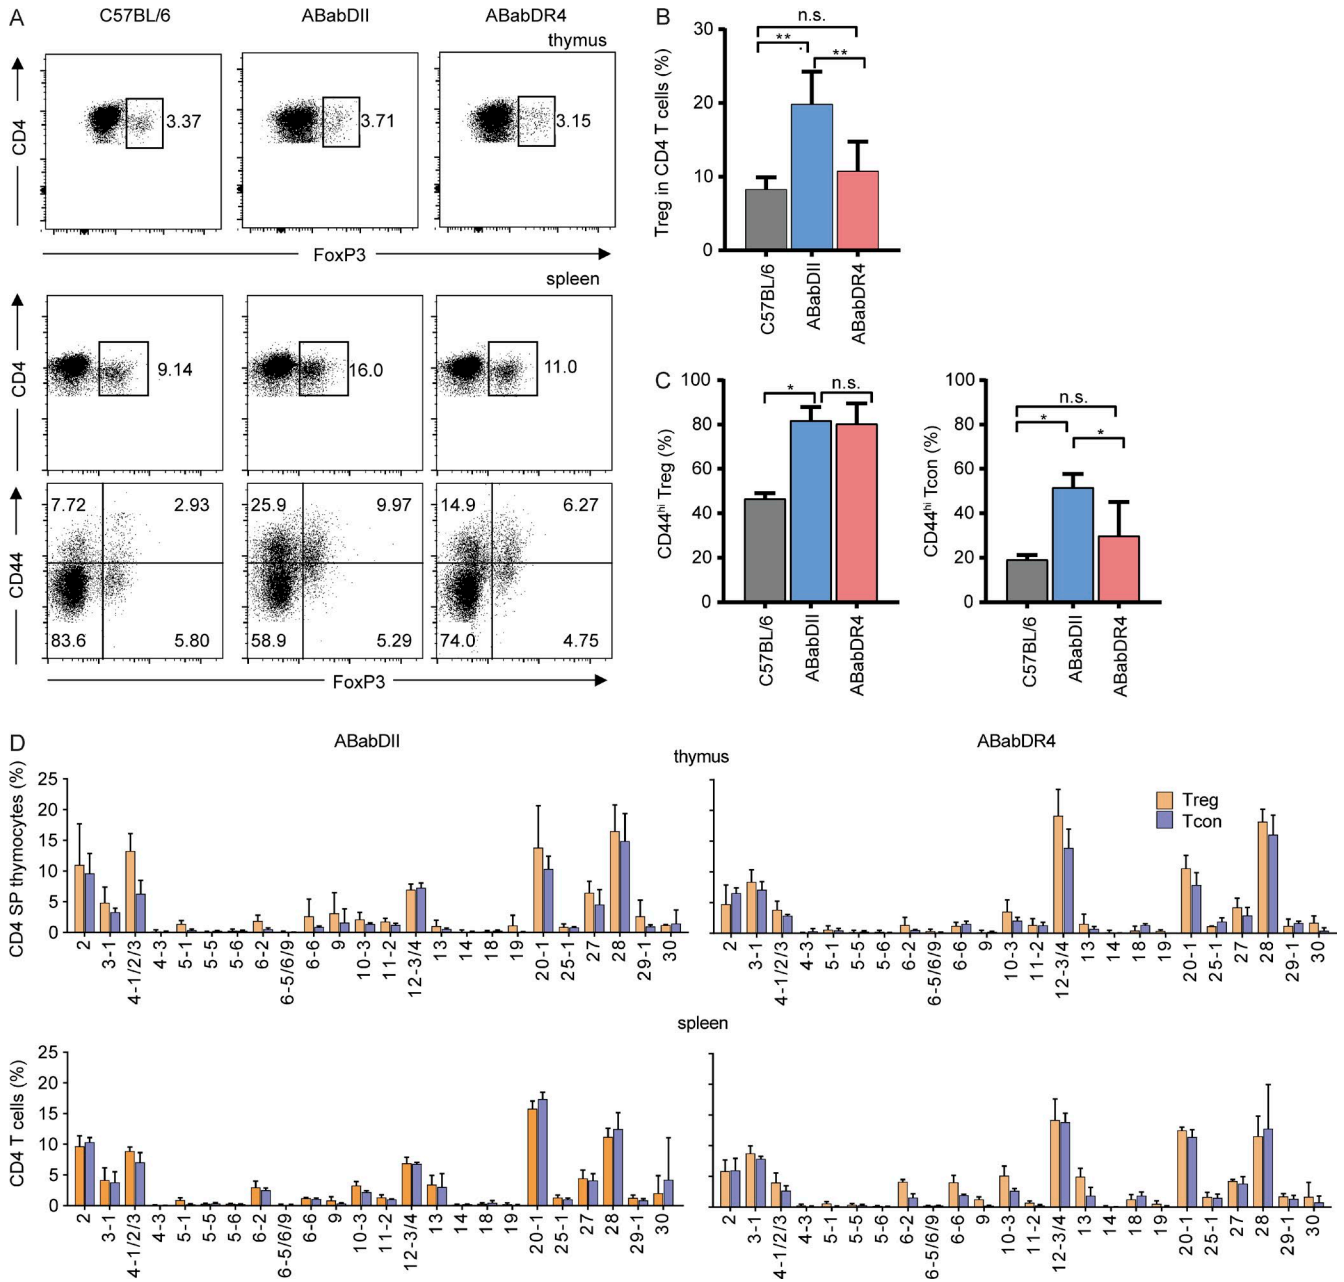 A
C57BL/6
ABabDII
ABabDR4
thymus
CD4
3.37
3.71
3.15
FoxP3
spleen
CD4
9.14
16.0
11.0
CD44
7.72
2.93
25.9
9.97
14.9
6.27
83.6
5.80
58.9
5.29
74.0
4.75
FoxP3
B
Treg in CD4 T cells (%)
30
20
10
0
n.s.
**
**
C57BL/6
ABabDII
ABabDR4
C
CD44hi Treg (%)
100
80
60
40
20
0
*
n.s.
C57BL/6
ABabDII
ABabDR4
CD44hi Tcon (%)
100
80
60
40
20
0
n.s.
*
*
C57BL/6
ABabDII
ABabDR4
D
ABabDII
ABabDR4
thymus
CD4 SP thymocytes (%)
25
20
15
10
5
0
Treg
Tcon
2 3-1 4-1/2/3 4-3 5-1 5-5 5-6 6-2 6-5/6/9 6-6 9 10-3 11-2 12-3/4 13 14 18 19 20-1 25-1 27 28 29-1 30
2 3-1 4-1/2/3 4-3 5-1 5-5 5-6 6-2 6-5/6/9 6-6 9 10-3 11-2 12-3/4 13 14 18 19 20-1 25-1 27 28 29-1 30
spleen
CD4 T cells (%)
25
20
15
10
5
0
2 3-1 4-1/2/3 4-3 5-1 5-5 5-6 6-2 6-5/6/9 6-6 9 10-3 11-2 12-3/4 13 14 18 19 20-1 25-1 27 28 29-1 30
2 3-1 4-1/2/3 4-3 5-1 5-5 5-6 6-2 6-5/6/9 6-6 9 10-3 11-2 12-3/4 13 14 18 19 20-1 25-1 27 28 29-1 30